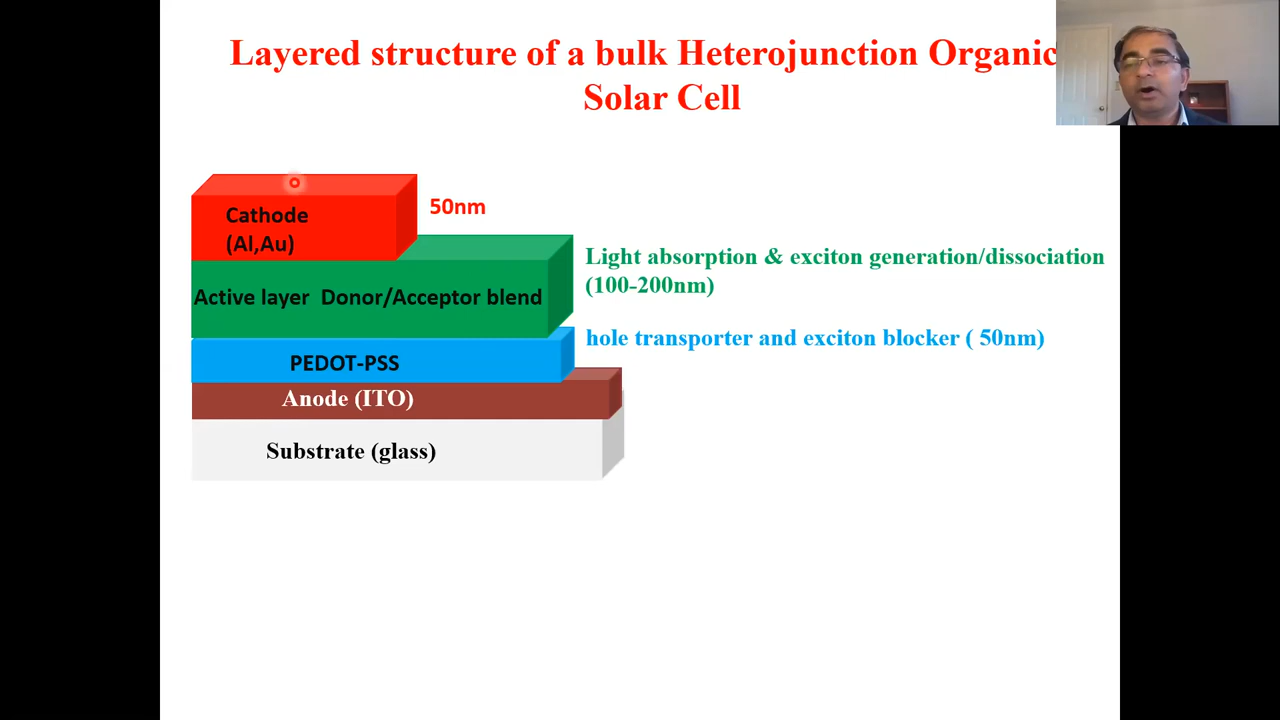 Layered structure of a bulk Heterojunction Organic
Solar Cell
Cathode
(Al,Au)
50nm
Light absorption & exciton generation/dissociation
(100-200nm)
Active layer Donor/Acceptor blend
hole transporter and exciton blocker ( 50nm)
PEDOT-PSS
Anode (ITO)
Substrate (glass)